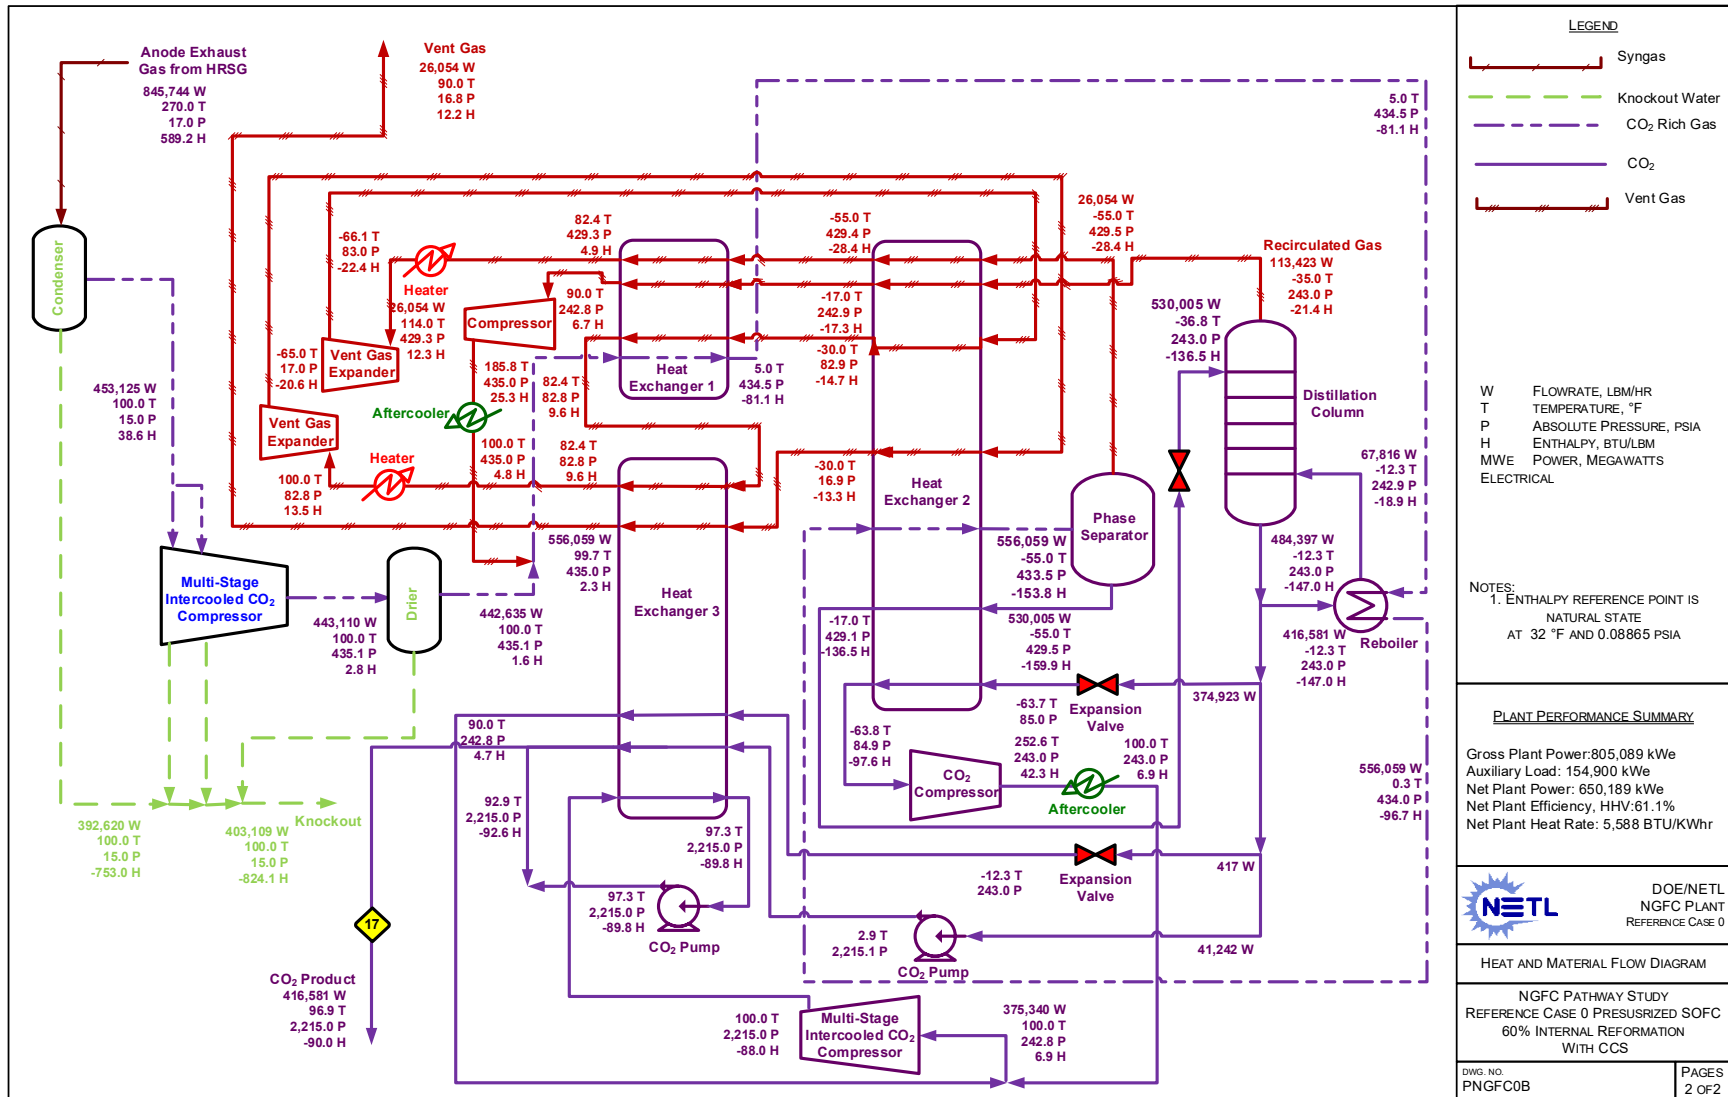 Anode Exhaust
Gas from HRSG
845,744 W
270.0 T
17.0 P
589.2 H
Vent Gas
26,054 W
90.0 T
16.8 P
12.2 H
5.0 T
434.5 P
-81.1 H
Condenser
-66.1 T
83.0 P
-22.4 H
Heater
82.4 T
429.3 P
4.9 H
-55.0 T
429.4 P
-28.4 H
26,054 W
-55.0 T
429.5 P
-28.4 H
Recirculated Gas
113,423 W
-35.0 T
243.0 P
-21.4 H
530,005 W
-36.8 T
243.0 P
-136.5 H
26,054 W
114.0 T
429.3 P
12.3 H
Compressor
90.0 T
242.8 P
6.7 H
-17.0 T
242.9 P
-17.3 H
-30.0 T
82.9 P
-14.7 H
Vent Gas
Expander
-65.0 T
17.0 P
-20.6 H
185.8 T
435.0 P
25.3 H
Heat
Exchanger 1
5.0 T
434.5 P
-81.1 H
82.4 T
82.8 P
9.6 H
Distillation
Column
453,125 W
100.0 T
15.0 P
38.6 H
Aftercooler
Vent Gas
Expander
Heater
100.0 T
435.0 P
4.8 H
82.4 T
82.8 P
9.6 H
100.0 T
82.8 P
13.5 H
-30.0 T
16.9 P
-13.3 H
Heat
Exchanger 2
67,816 W
-12.3 T
242.9 P
-18.9 H
Phase
Separator
556,059 W
99.7 T
435.0 P
2.3 H
556,059 W
-55.0 T
433.5 P
-153.8 H
484,397 W
-12.3 T
243.0 P
-147.0 H
Multi-Stage
Intercooled CO2
Compressor
Drier
Heat
Exchanger 3
443,110 W
100.0 T
435.1 P
2.8 H
442,635 W
100.0 T
435.1 P
1.6 H
-17.0 T
429.1 P
-136.5 H
530,005 W
-55.0 T
429.5 P
-159.9 H
416,581 W
-12.3 T
243.0 P
-147.0 H
Reboiler
374,923 W
Expansion
Valve
-63.7 T
85.0 P
90.0 T
242.8 P
4.7 H
-63.8 T
84.9 P
-97.6 H
CO2
Compressor
252.6 T
243.0 P
42.3 H
100.0 T
243.0 P
6.9 H
Aftercooler
556,059 W
0.3 T
434.0 P
-96.7 H
392,620 W
100.0 T
15.0 P
-753.0 H
403,109 W
100.0 T
15.0 P
-824.1 H
Knockout
92.9 T
2,215.0 P
-92.6 H
97.3 T
2,215.0 P
-89.8 H
417 W
-12.3 T
243.0 P
Expansion
Valve
97.3 T
2,215.0 P
-89.8 H
CO2 Pump
17
2.9 T
2,215.1 P
CO2 Pump
41,242 W
CO2 Product
416,581 W
96.9 T
2,215.0 P
-90.0 H
100.0 T
2,215.0 P
-88.0 H
Multi-Stage
Intercooled CO2
Compressor
375,340 W
100.0 T
242.8 P
6.9 H
LEGEND
Syngas
Knockout Water
CO2 Rich Gas
CO2
Vent Gas
W FLOWRATE, LBM/HR
T TEMPERATURE, °F
P ABSOLUTE PRESSURE, PSIA
H ENTHALPY, BTU/LBM
MWE POWER, MEGAWATTS
ELECTRICAL
NOTES:
1. ENTHALPY REFERENCE POINT IS
NATURAL STATE
AT 32 °F AND 0.08865 PSIA
PLANT PERFORMANCE SUMMARY
Gross Plant Power:805,089 kWe
Auxiliary Load: 154,900 kWe
Net Plant Power: 650,189 kWe
Net Plant Efficiency, HHV:61.1%
Net Plant Heat Rate: 5,588 BTU/KWhr
NETL
DOE/NETL
NGFC PLANT
REFERENCE CASE 0
HEAT AND MATERIAL FLOW DIAGRAM
NGFC PATHWAY STUDY
REFERENCE CASE 0 PRESUSRIZED SOFC
60% INTERNAL REFORMATION
WITH CCS
DWG. NO.
PNGFC0B
PAGES
2 OF2